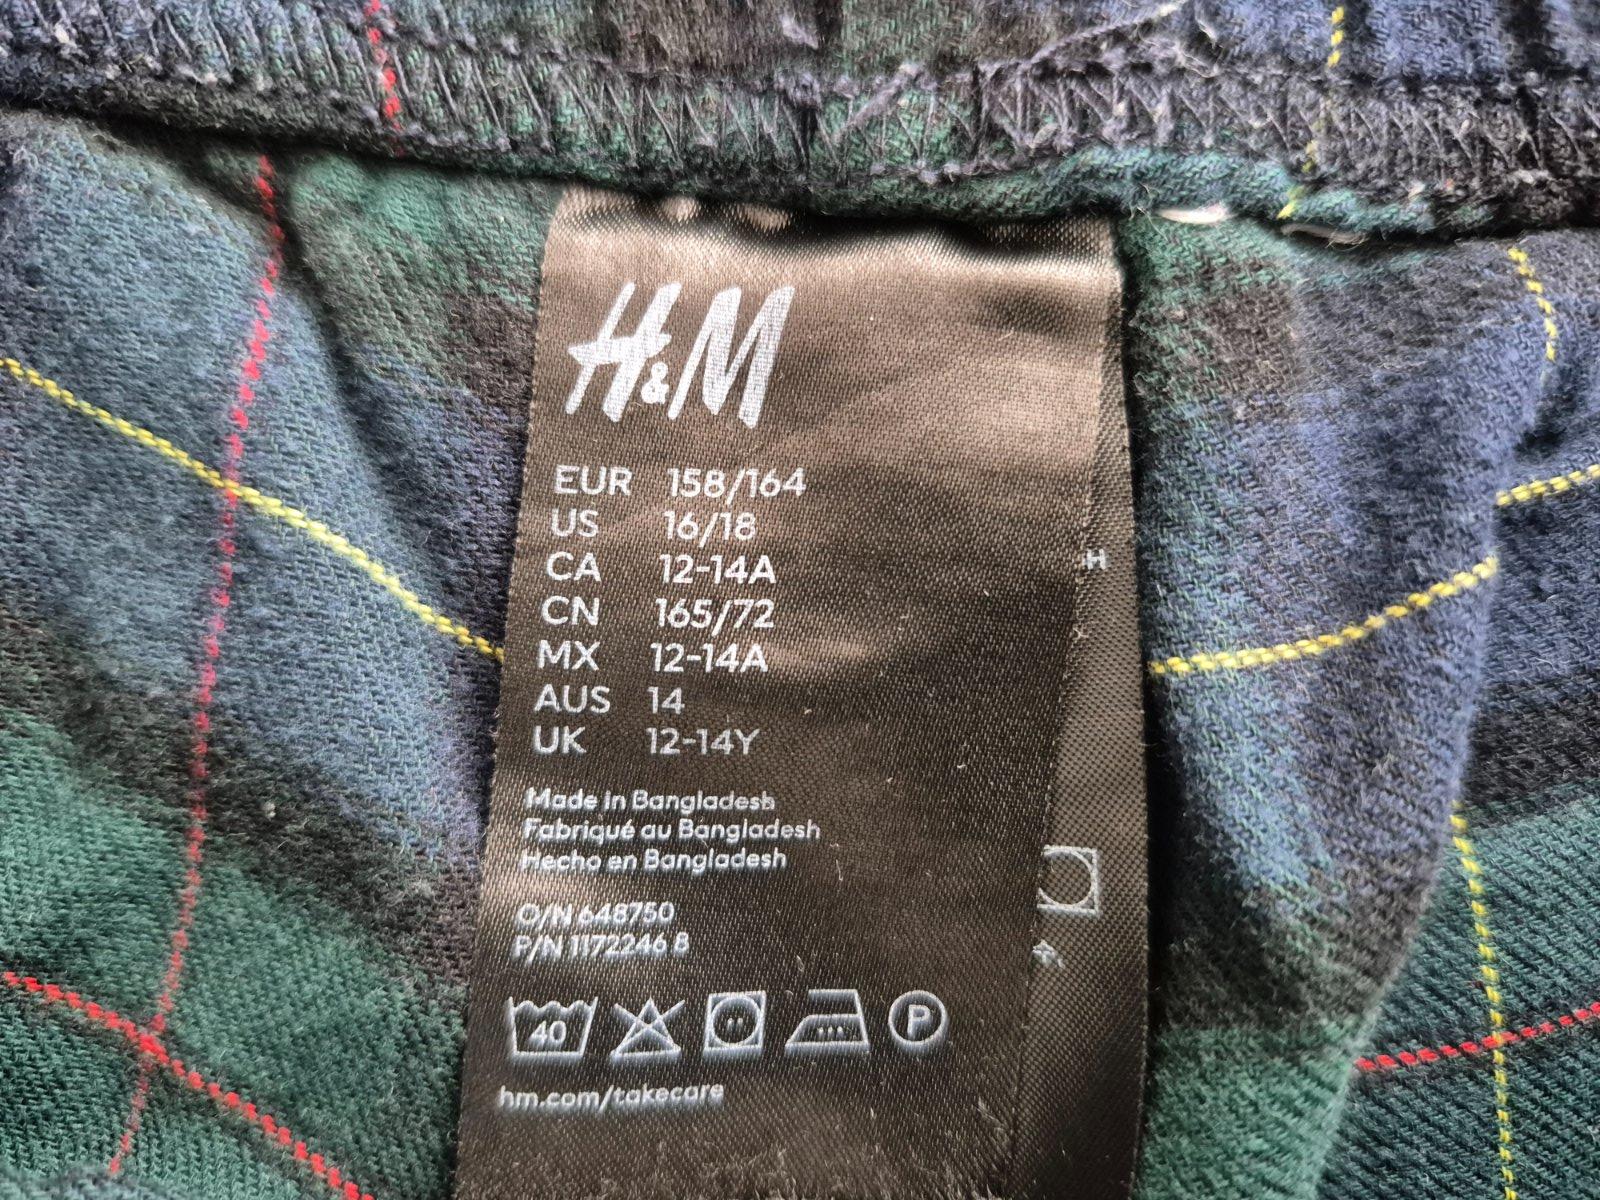 H&M
EUR 158/164
US 16/18
CA 12-14A
CN 165/72
MX 12-14A
AUS 14
UK 12-14Y
Made in Bangladesh
Fabriqué au Bangladesh
Hecho en Bangladesh
O/N 648750
P/N 1172246 8
40
P
hm.com/takecare